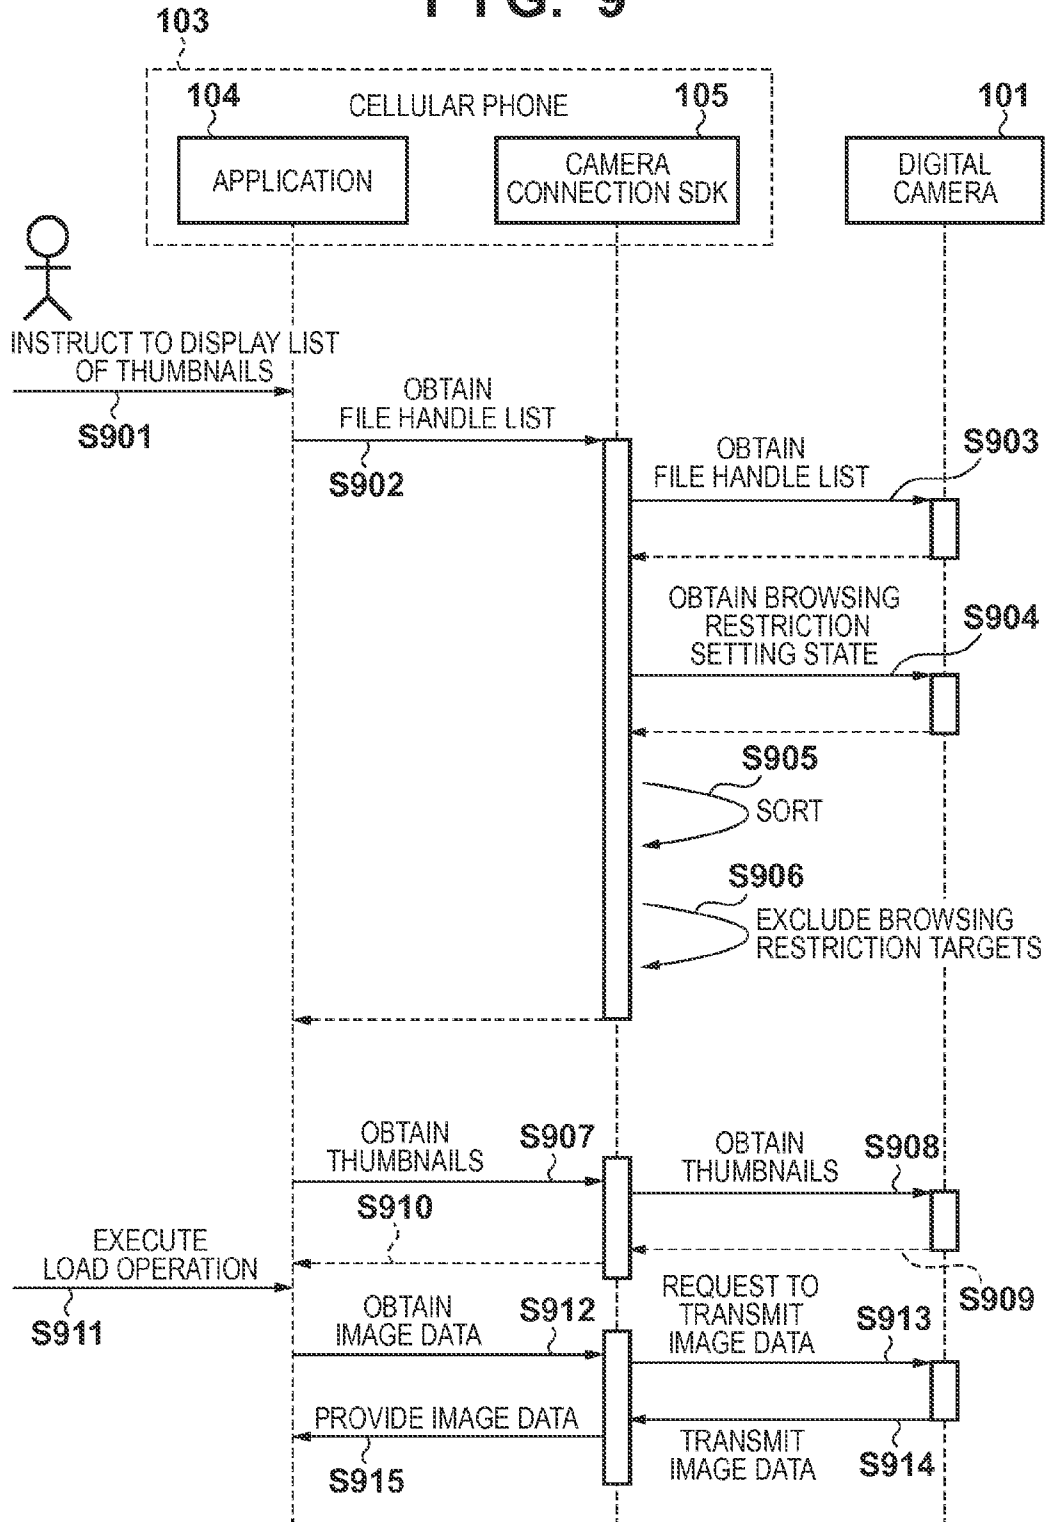 FIG. 9
103
104
CELLULAR PHONE
105
101
APPLICATION
CAMERA
CONNECTION SDK
DIGITAL
CAMERA
INSTRUCT TO DISPLAY LIST
OF THUMBNAILS
S901
OBTAIN
FILE HANDLE LIST
S902
OBTAIN
FILE HANDLE LIST
S903
OBTAIN BROWSING
RESTRICTION
SETTING STATE
S904
S905
SORT
S906
EXCLUDE BROWSING
RESTRICTION TARGETS
OBTAIN
THUMBNAILS
S907
OBTAIN
THUMBNAILS
S908
S910
S909
EXECUTE
LOAD OPERATION
S911
OBTAIN
IMAGE DATA
S912
REQUEST TO
TRANSMIT
IMAGE DATA
S913
PROVIDE IMAGE DATA
S915
TRANSMIT
IMAGE DATA
S914